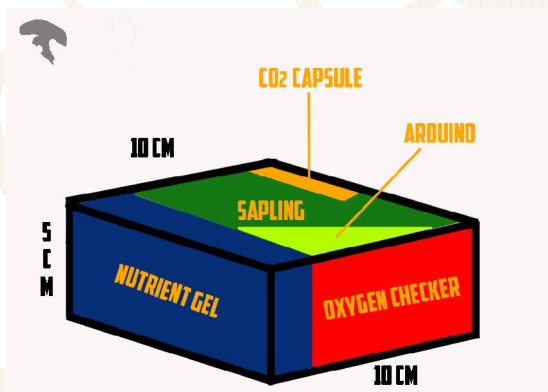 CO2 CAPSULE
ARDUINO
10 CM
SAPLING
5
C
M
NUTRIENT GEL
OXYGEN CHECKER
10 CM